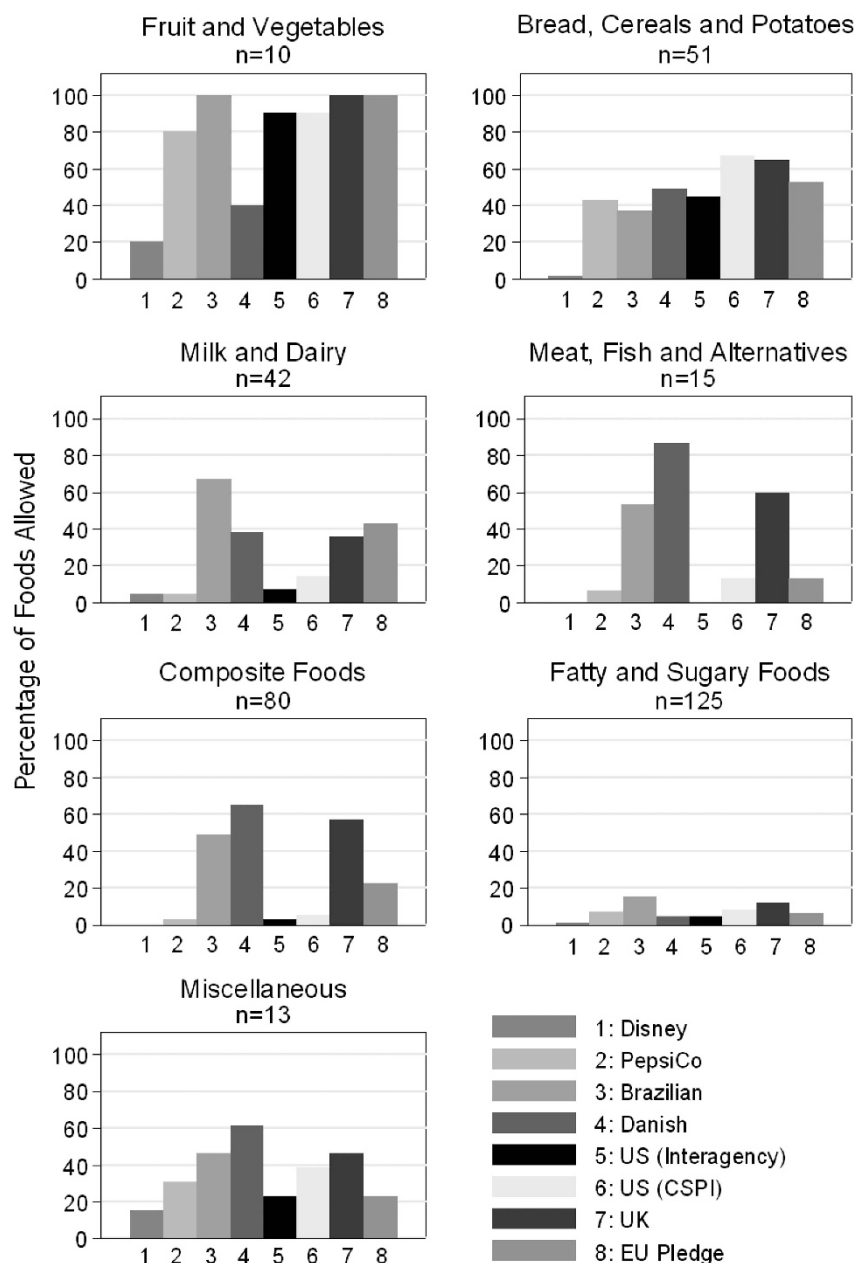 Fruit and Vegetables
n=10
100
80
60
40
20
0
1 2 3 4 5 6 7 8
Bread, Cereals and Potatoes
n=51
100
80
60
40
20
0
1 2 3 4 5 6 7 8
Percentage of Foods Allowed
Milk and Dairy
n=42
100
80
60
40
20
0
1 2 3 4 5 6 7 8
Meat, Fish and Alternatives
n=15
100
80
60
40
20
0
1 2 3 4 5 6 7 8
Composite Foods
n=80
100
80
60
40
20
0
1 2 3 4 5 6 7 8
Fatty and Sugary Foods
n=125
100
80
60
40
20
0
1 2 3 4 5 6 7 8
Miscellaneous
n=13
100
80
60
40
20
0
1 2 3 4 5 6 7 8
1: Disney
2: PepsiCo
3: Brazilian
4: Danish
5: US (Interagency)
6: US (CSPI)
7: UK
8: EU Pledge